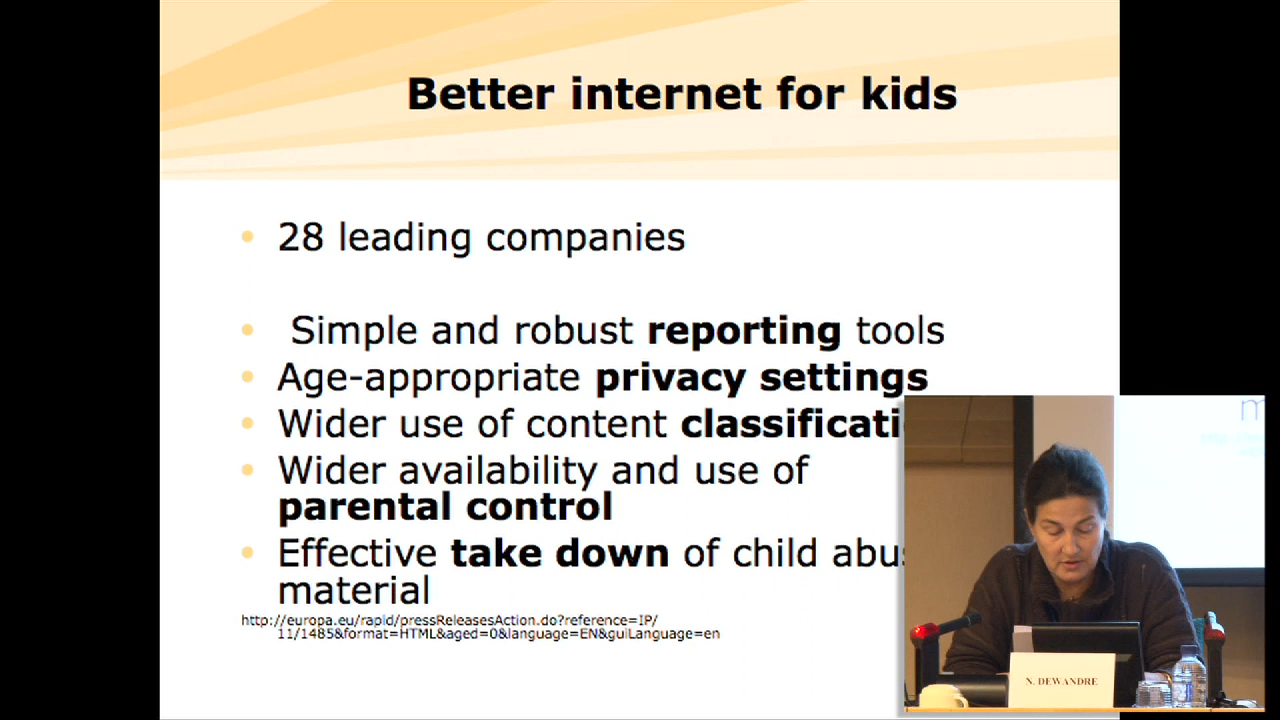 Better internet for kids
28 leading companies
Simple and robust reporting tools
Age-appropriate privacy settings
Wider use of content
Wider availability and use of
parental control
Effective take down of child
material
http://europa.eu/rapid/pressReleasesAction.do?reference=IP/
11/1485&format=HTML&aged=0&language=EN&guiLanguage=en
N. DEWANDRE